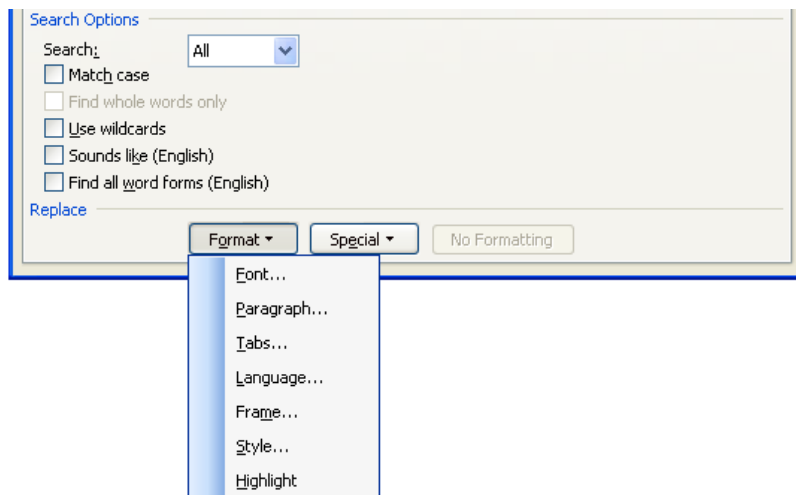 Search Options
Search: All
Match case
Find whole words only
Use wildcards
Sounds like (English)
Find all word forms (English)
Replace
Format Special No Formatting
Font...
Paragraph...
Tabs...
Language...
Frame...
Style...
Highlight